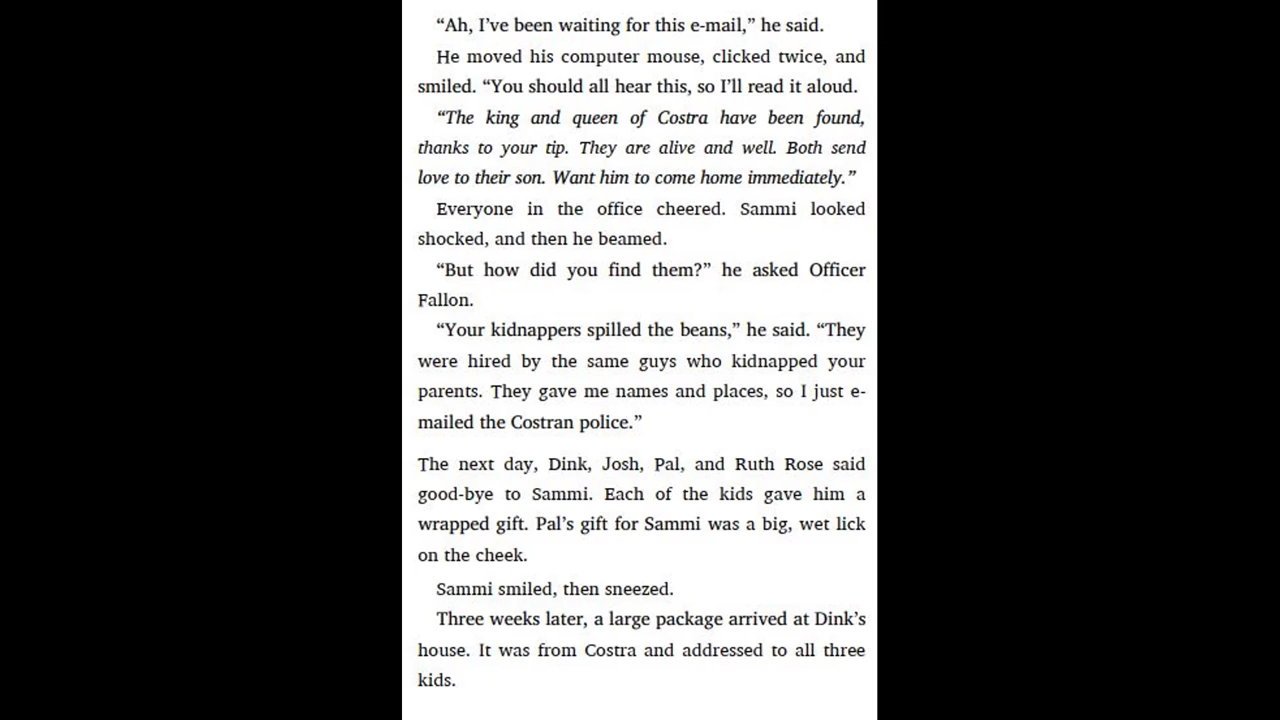 “Ah, I’ve been waiting for this e-mail,” he said.
He moved his computer mouse, clicked twice, and
smiled. “You should all hear this, so I’ll read it aloud.
“The king and queen of Costra have been found,
thanks to your tip. They are alive and well. Both send
love to their son. Want him to come home immediately.”
Everyone in the office cheered. Sammi looked
shocked, and then he beamed.
“But how did you find them?” he asked Officer
Fallon.
“Your kidnappers spilled the beans,” he said. “They
were hired by the same guys who kidnapped your
parents. They gave me names and places, so I just e-
mailed the Costran police.”
The next day, Dink, Josh, Pal, and Ruth Rose said
good-bye to Sammi. Each of the kids gave him a
wrapped gift. Pal’s gift for Sammi was a big, wet lick
on the cheek.
Sammi smiled, then sneezed.
Three weeks later, a large package arrived at Dink’s
house. It was from Costra and addressed to all three
kids.